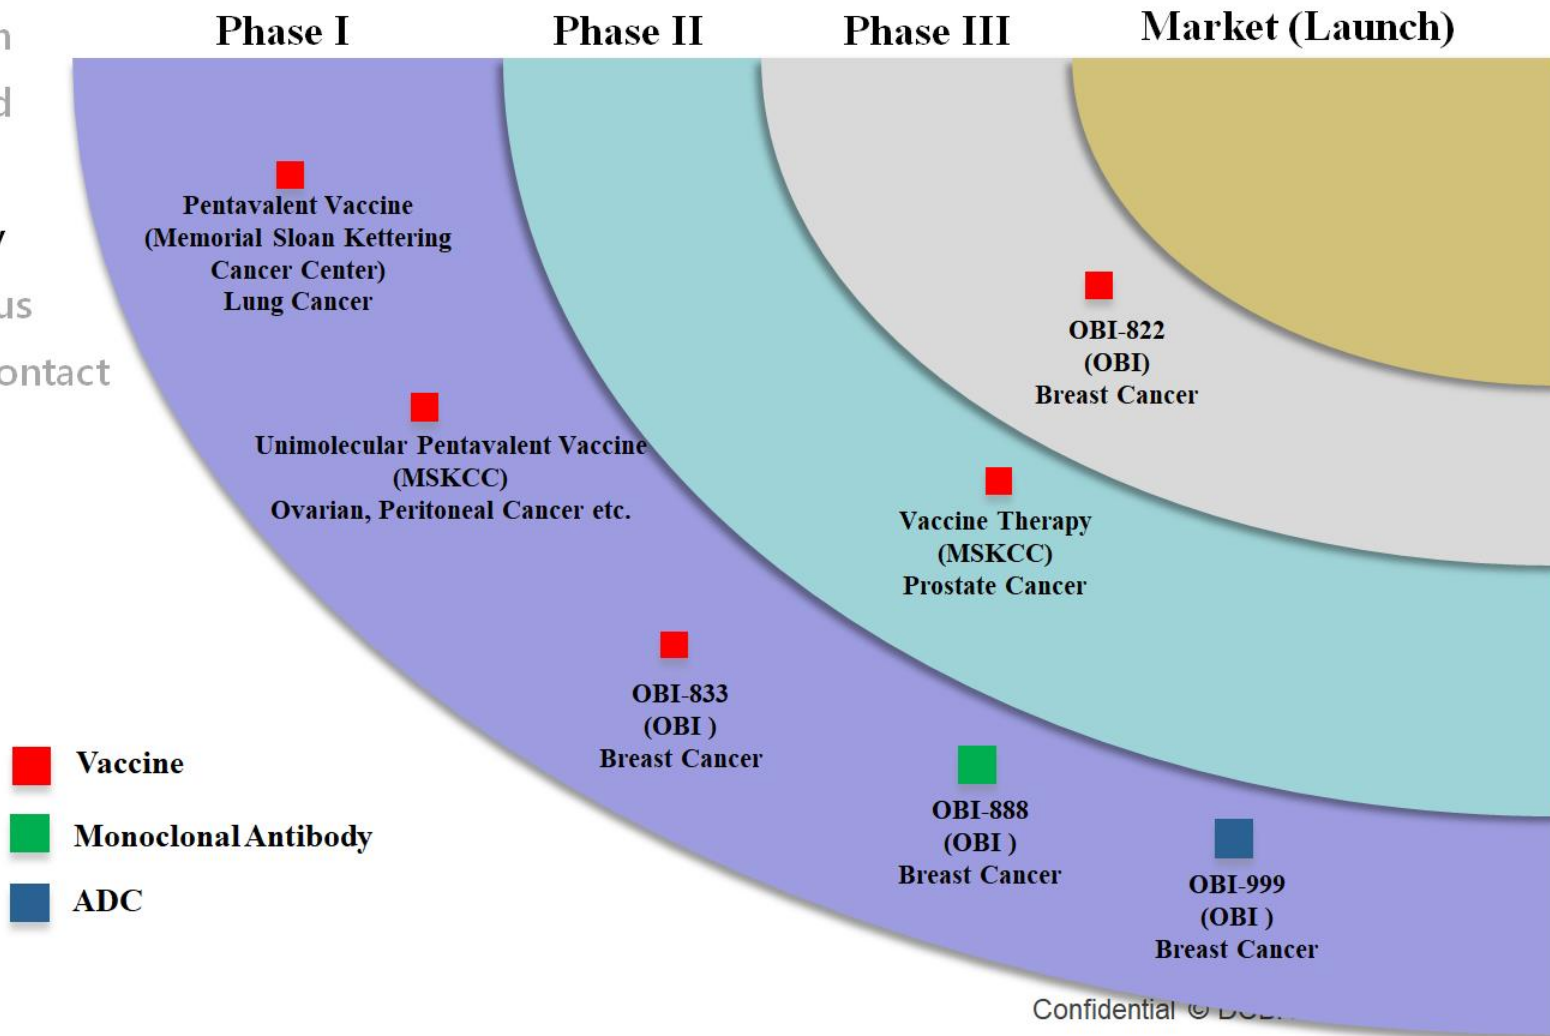 Phase I
Phase II
Phase III
Market (Launch)
us
ontact
Pentavalent Vaccine
(Memorial Sloan Kettering
Cancer Center)
Lung Cancer
Unimolecular Pentavalent Vaccine
(MSKCC)
Ovarian, Peritoneal Cancer etc.
OBI-822
(OBI)
Breast Cancer
Vaccine Therapy
(MSKCC)
Prostate Cancer
OBI-833
(OBI )
Breast Cancer
OBI-888
(OBI )
Breast Cancer
OBI-999
(OBI )
Breast Cancer
Vaccine
Monoclonal Antibody
ADC
Confidential ©